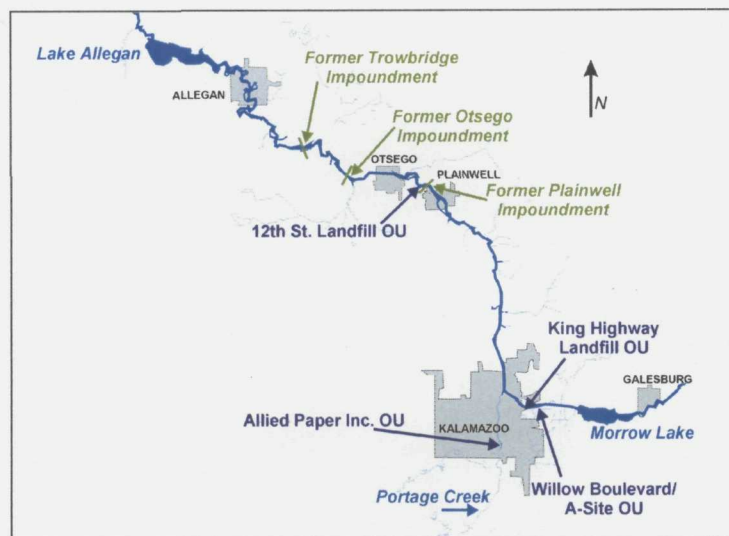 Lake Allegan
Former Trowbridge
Impoundment
ALLEGAN
N
Former Otsego
Impoundment
OTSEGO
PLAINWELL
Former Plainwell
Impoundment
12th St. Landfill OU
King Highway
Landfill OU
GALESBURG
Allied Paper Inc. OU
KALAMAZOO
Morrow Lake
Willow Boulevard/
A-Site OU
Portage Creek